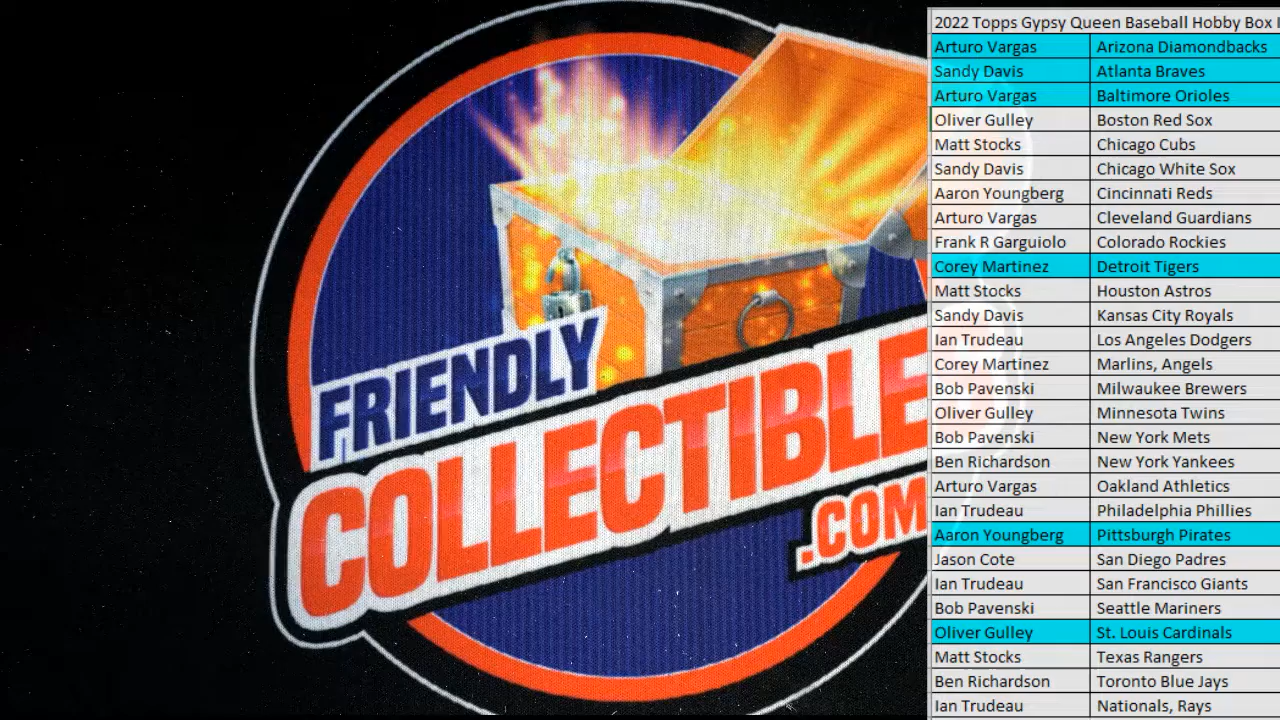 FRIENDLY
COLLECTIBLE
.COM
2022 Topps Gypsy Queen Baseball Hobby Box
Arturo Vargas Arizona Diamondbacks
Sandy Davis Atlanta Braves
Arturo Vargas Baltimore Orioles
Oliver Gulley Boston Red Sox
Matt Stocks Chicago Cubs
Sandy Davis Chicago White Sox
Aaron Youngberg Cincinnati Reds
Arturo Vargas Cleveland Guardians
Frank R Garguiolo Colorado Rockies
Corey Martinez Detroit Tigers
Matt Stocks Houston Astros
Sandy Davis Kansas City Royals
Ian Trudeau Los Angeles Dodgers
Corey Martinez Marlins, Angels
Bob Pavenski Milwaukee Brewers
Oliver Gulley Minnesota Twins
Bob Pavenski New York Mets
Ben Richardson New York Yankees
Arturo Vargas Oakland Athletics
Ian Trudeau Philadelphia Phillies
Aaron Youngberg Pittsburgh Pirates
Jason Cote San Diego Padres
Ian Trudeau San Francisco Giants
Bob Pavenski Seattle Mariners
Oliver Gulley St. Louis Cardinals
Matt Stocks Texas Rangers
Ben Richardson Toronto Blue Jays
Ian Trudeau Nationals, Rays